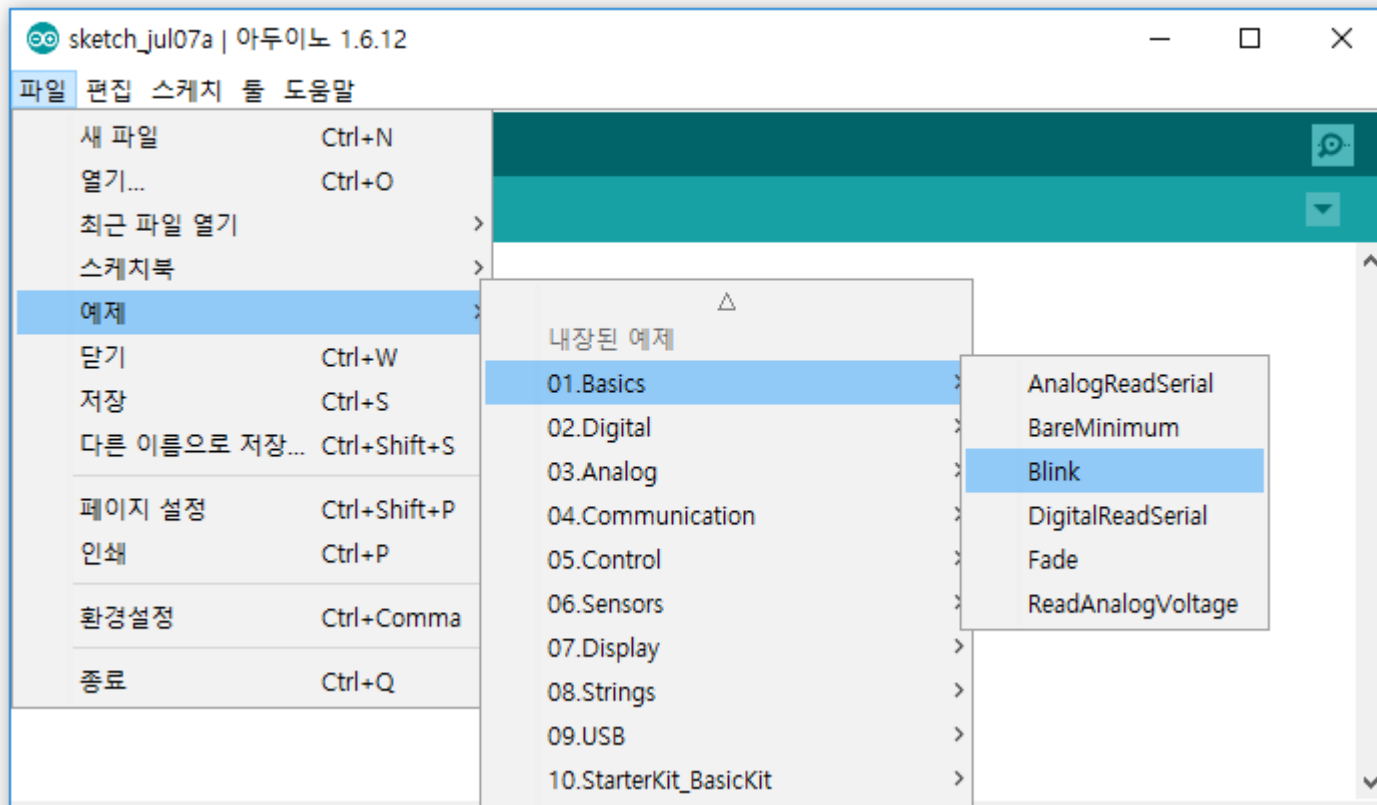 sketch_jul07a | 아두이노 1.6.12
파일 편집 스케치 툴 도움말
새 파일 Ctrl+N
열기... Ctrl+O
최근 파일 열기
스케치북
예제
닫기 Ctrl+W
저장 Ctrl+S
다른 이름으로 저장... Ctrl+Shift+S
페이지 설정 Ctrl+Shift+P
인쇄 Ctrl+P
환경설정 Ctrl+Comma
종료 Ctrl+Q
내장된 예제
01.Basics
02.Digital
03.Analog
04.Communication
05.Control
06.Sensors
07.Display
08.Strings
09.USB
10.StarterKit_BasicKit
AnalogReadSerial
BareMinimum
Blink
DigitalReadSerial
Fade
ReadAnalogVoltage